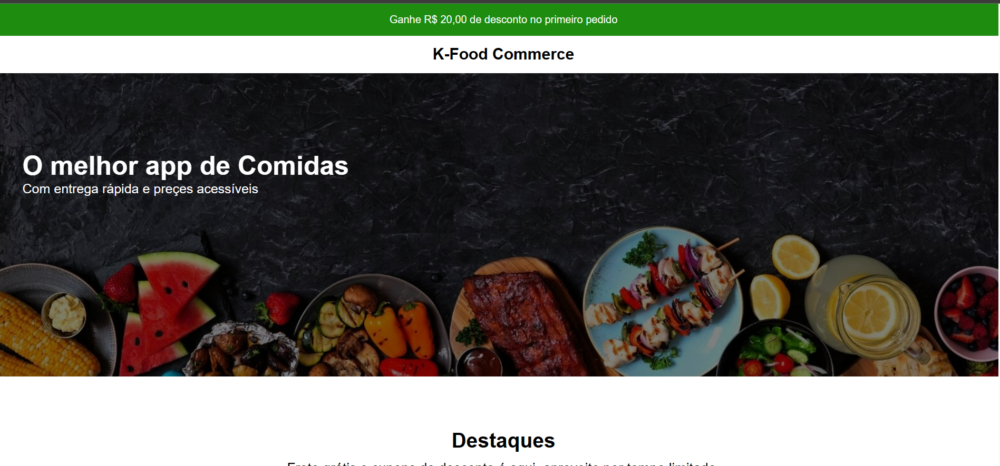 Ganhe R$ 20,00 de desconto no primeiro pedido
K-Food Commerce
O melhor app de Comidas
Com entrega rápida e preçes acessíveis
Destaques
Frete grátis e cupons de desconto é aqui, aproveite por tempo limitado